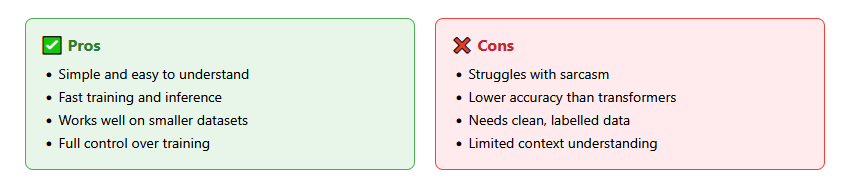 ✅ Pros
• Simple and easy to understand
• Fast training and inference
• Works well on smaller datasets
• Full control over training
❌ Cons
• Struggles with sarcasm
• Lower accuracy than transformers
• Needs clean, labelled data
• Limited context understanding